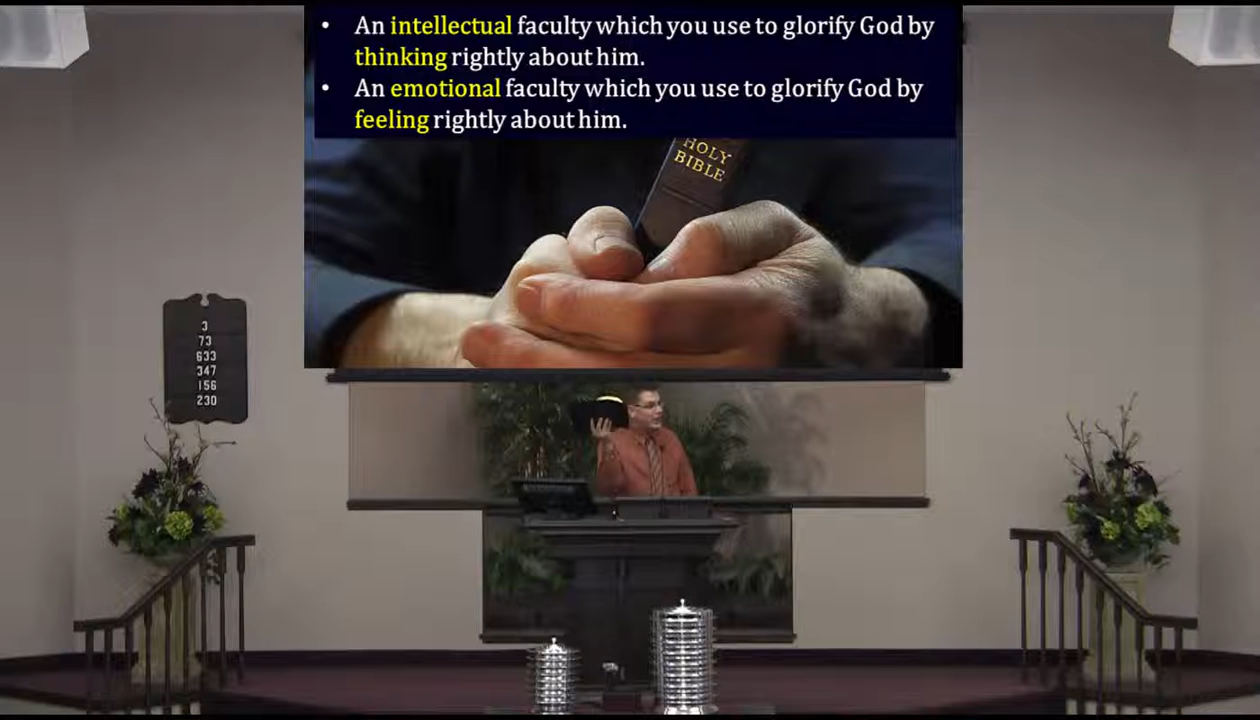 • An intellectual faculty which you use to glorify God by
thinking rightly about him.
• An emotional faculty which you use to glorify God by
feeling rightly about him.
HOLY
BIBLE
3
73
633
347
156
230